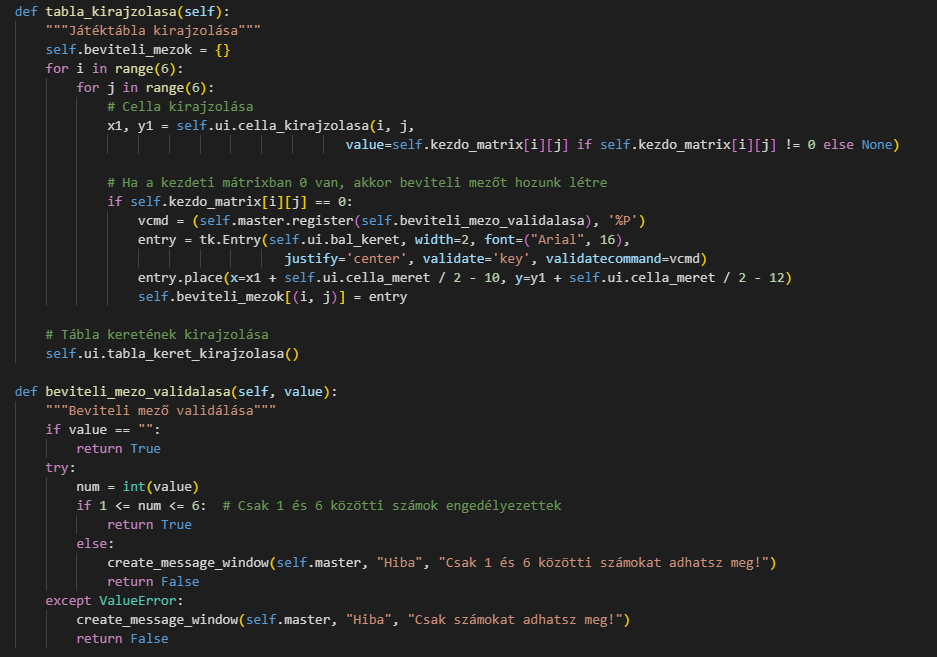 def tabla_kirajzolasa(self):
    """Játéktábla kirajzolása"""
    self.beviteli_mezok = {}
    for i in range(6):
        for j in range(6):
            # Cella kirajzolása
            x1, y1 = self.ui.cella_kirajzolasa(i, j,
                                           value=self.kezdo_matrix[i][j] if self.kezdo_matrix[i][j] != 0 else None)

            # Ha a kezdeti mátrixban 0 van, akkor beviteli mezőt hozunk létre
            if self.kezdo_matrix[i][j] == 0:
                vcmd = (self.master.register(self.beviteli_mezo_validalasa), '%P')
                entry = tk.Entry(self.ui.bal_keret, width=2, font=("Arial", 16),
                                   justify='center', validate='key', validatecommand=vcmd)
                entry.place(x=x1 + self.ui.cella_meret / 2 - 10, y=y1 + self.ui.cella_meret / 2 - 12)
                self.beviteli_mezok[(i, j)] = entry

    # Tábla keretének kirajzolása
    self.ui.tabla_keret_kirajzolasa()

def beviteli_mezo_validalasa(self, value):
    """Beviteli mező validálása"""
    if value == "":
        return True
    try:
        num = int(value)
        if 1 <= num <= 6:  # Csak 1 és 6 közötti számok engedélyezettek
            return True
        else:
            create_message_window(self.master, "Hiba", "Csak 1 és 6 közötti számokat adhatsz meg!")
            return False
    except ValueError:
        create_message_window(self.master, "Hiba", "Csak számokat adhatsz meg!")
        return False